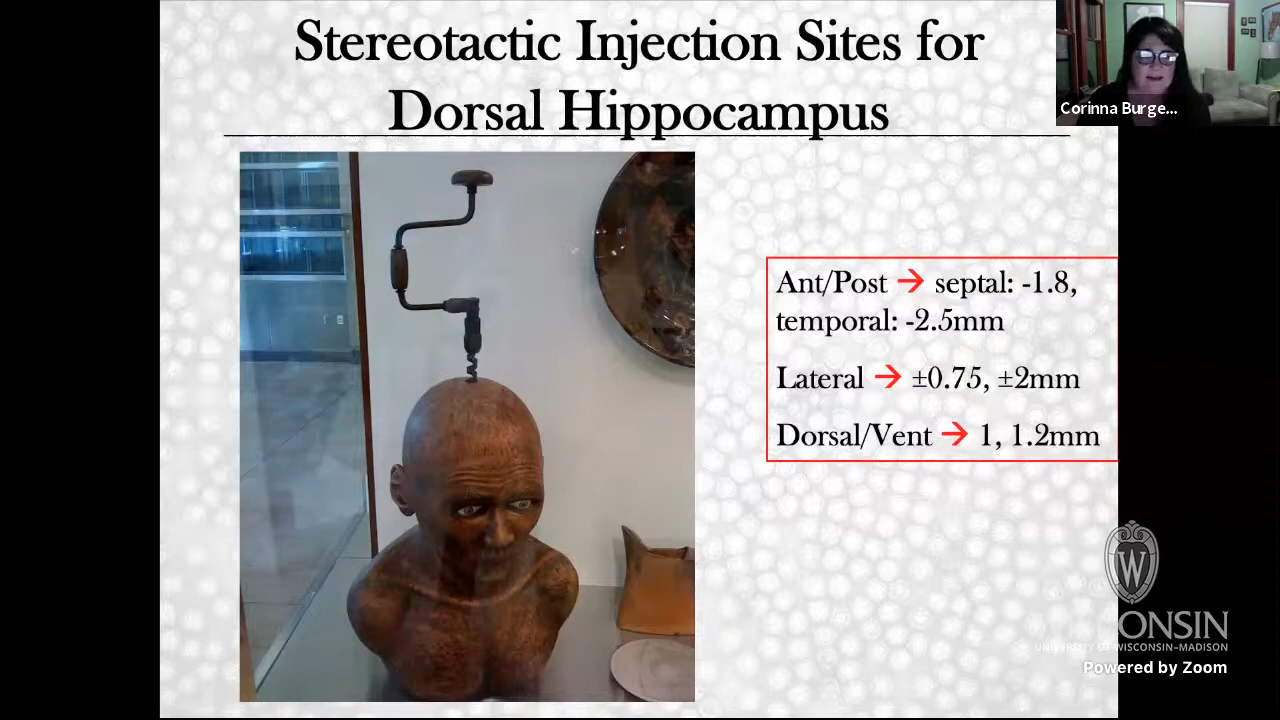 Stereotactic Injection Sites for
Dorsal Hippocampus
Corinna Burge...
Ant/Post → septal: -1.8,
temporal: -2.5mm
Lateral → ±0.75, ±2mm
Dorsal/Vent → 1, 1.2mm
W
ONSIN
UNIVERSITY OF WISCONSIN–MADISON
Powered by Zoom